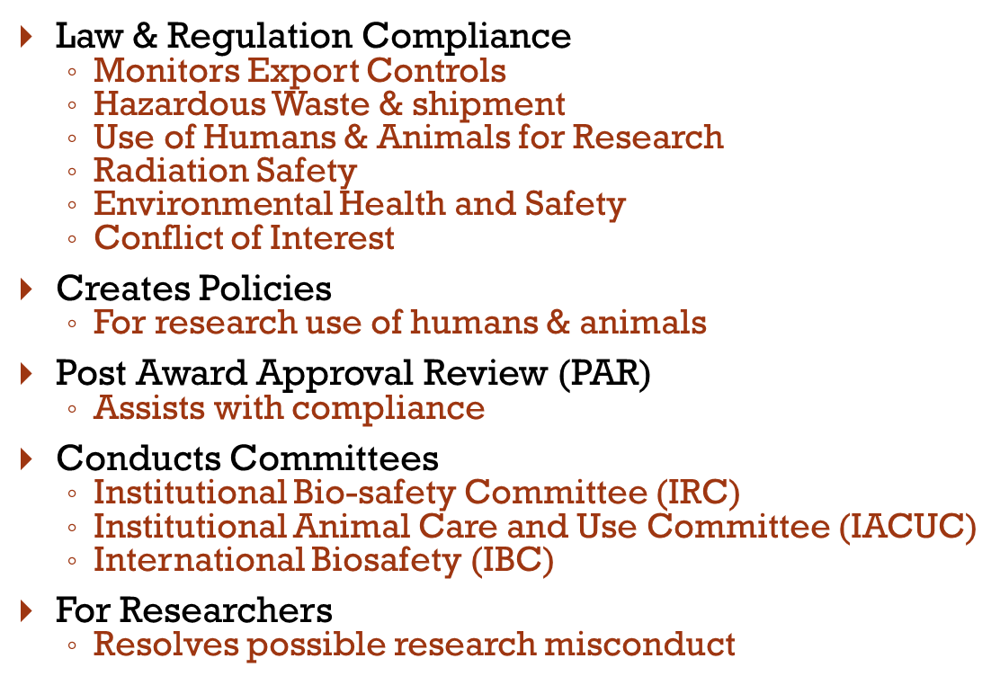 Law & Regulation Compliance
Monitors Export Controls
Hazardous Waste & shipment
Use of Humans & Animals for Research
Radiation Safety
Environmental Health and Safety
Conflict of Interest
Creates Policies
For research use of humans & animals
Post Award Approval Review (PAR)
Assists with compliance
Conducts Committees
Institutional Bio-safety Committee (IRC)
Institutional Animal Care and Use Committee (IACUC)
International Biosafety (IBC)
For Researchers
Resolves possible research misconduct